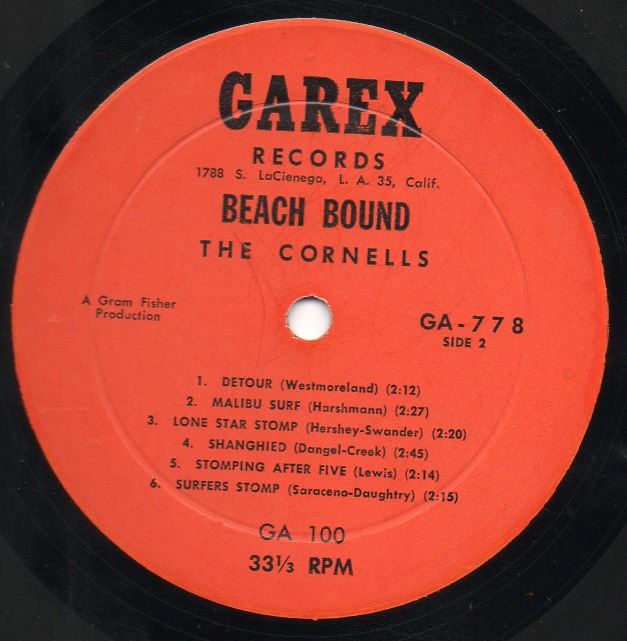 GAREX
RECORDS
1788 S. LaCienega, L. A. 35, Calif.
BEACH BOUND
THE CORNELLS
A Gram Fisher
Production
GA-778
SIDE 2
1. DETOUR (Westmoreland) (2:12)
2. MALIBU SURF (Harshmann) (2:27)
3. LONE STAR STOMP (Hershey-Swander) (2:20)
4. SHANGHIED (Dangel-Creek) (2:45)
5. STOMPING AFTER FIVE (Lewis) (2:14)
6. SURFERS STOMP (Saraceno-Daughtry) (2:15)
GA 100
33⅓ RPM